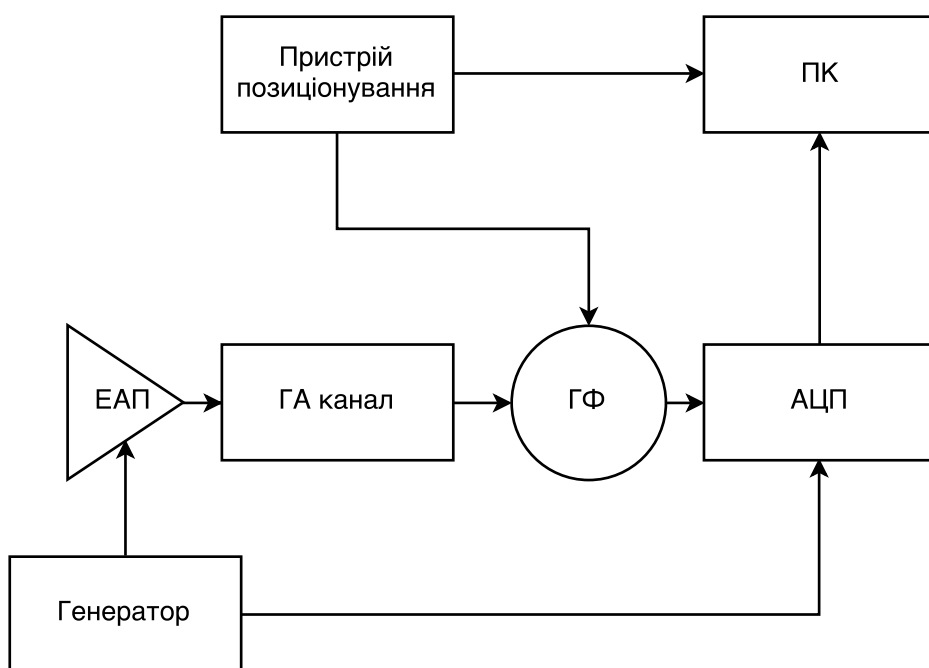 Пристрій
позиціонування
ПК
ЕАП
ГА канал
ГФ
АЦП
Генератор